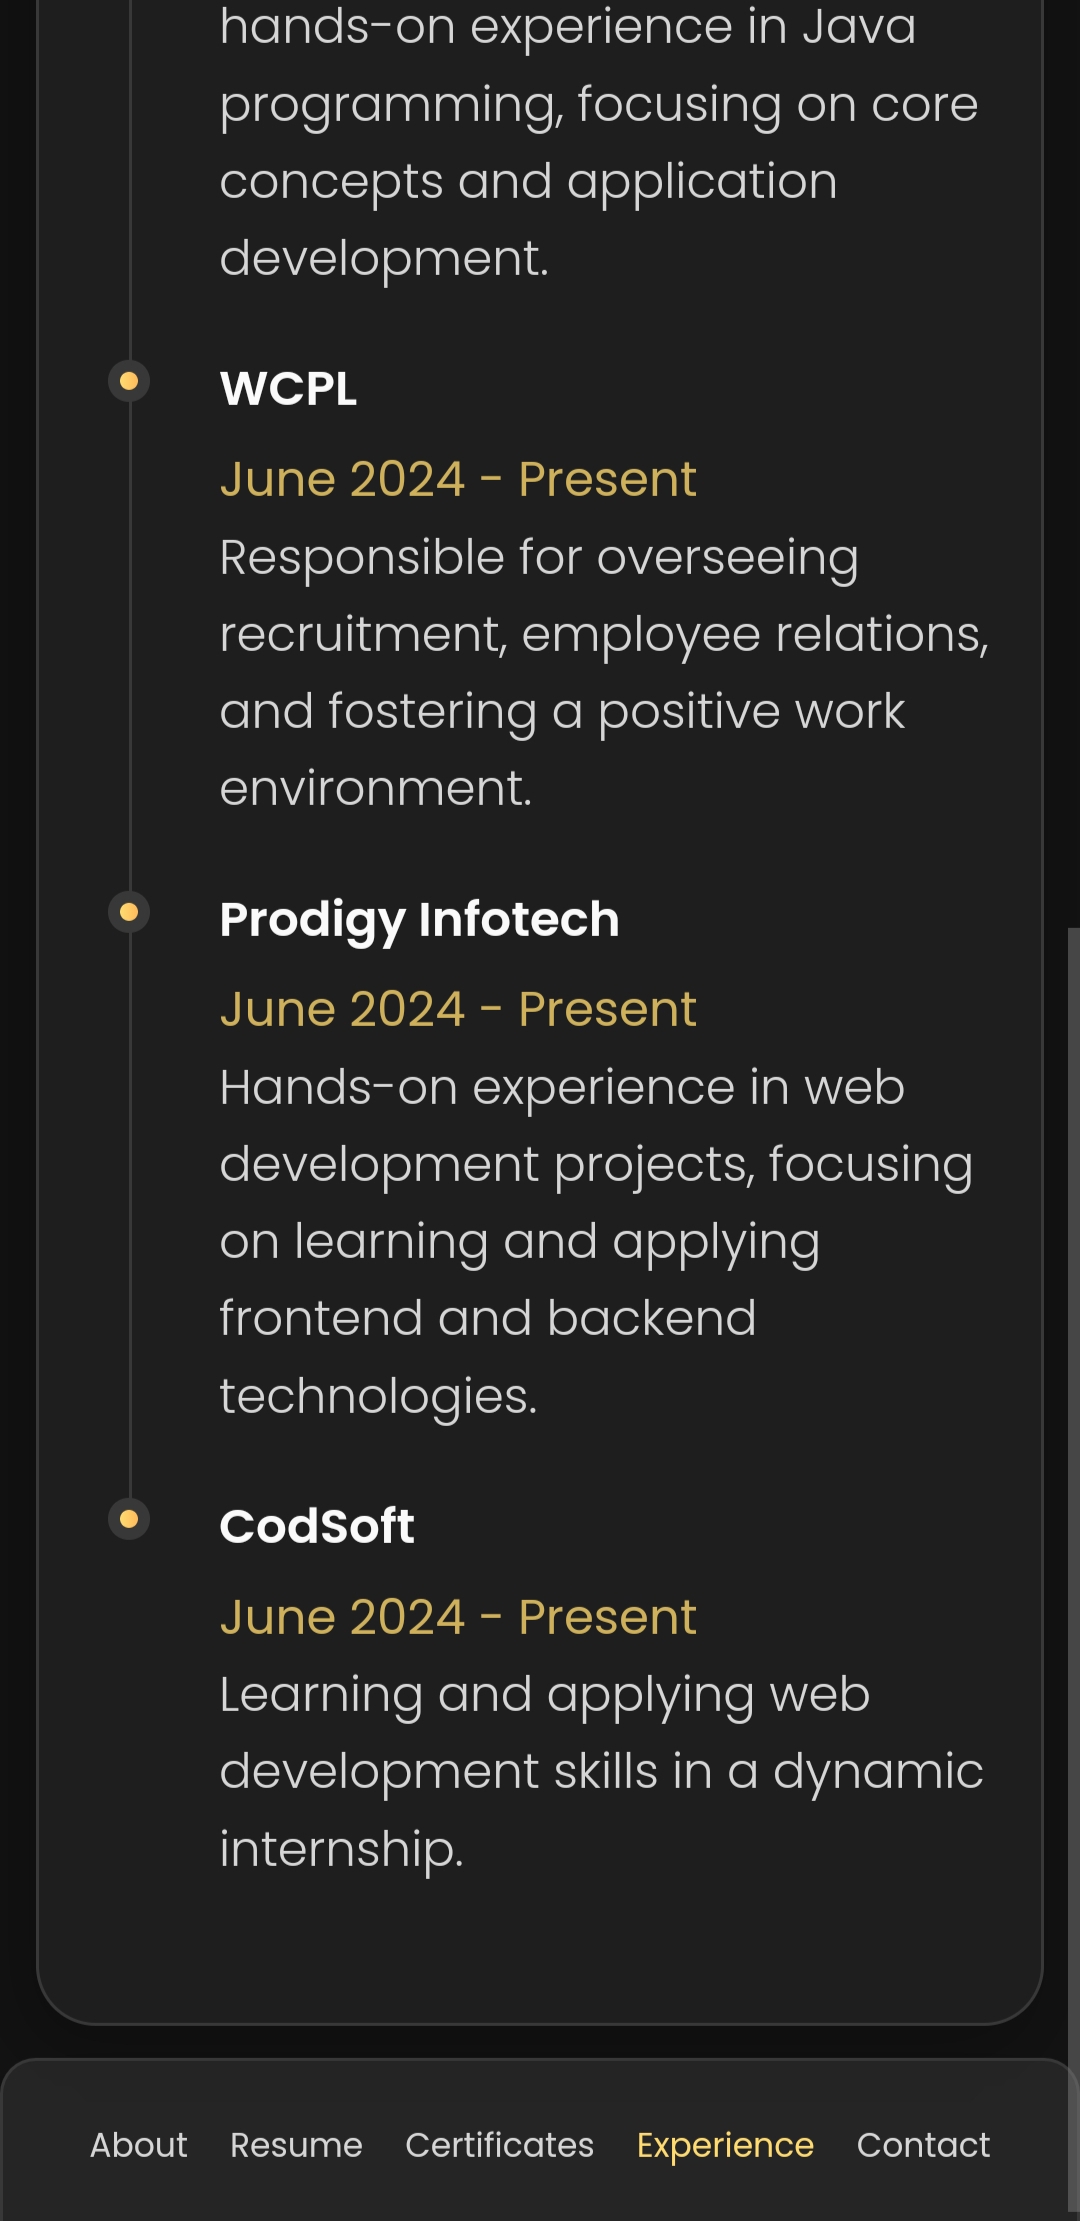 hands-on experience in Java
programming, focusing on core
concepts and application
development.
WCPL
June 2024 - Present
Responsible for overseeing
recruitment, employee relations,
and fostering a positive work
environment.
Prodigy Infotech
June 2024 - Present
Hands-on experience in web
development projects, focusing
on learning and applying
frontend and backend
technologies.
CodSoft
June 2024 - Present
Learning and applying web
development skills in a dynamic
internship.
About Resume Certificates Experience Contact